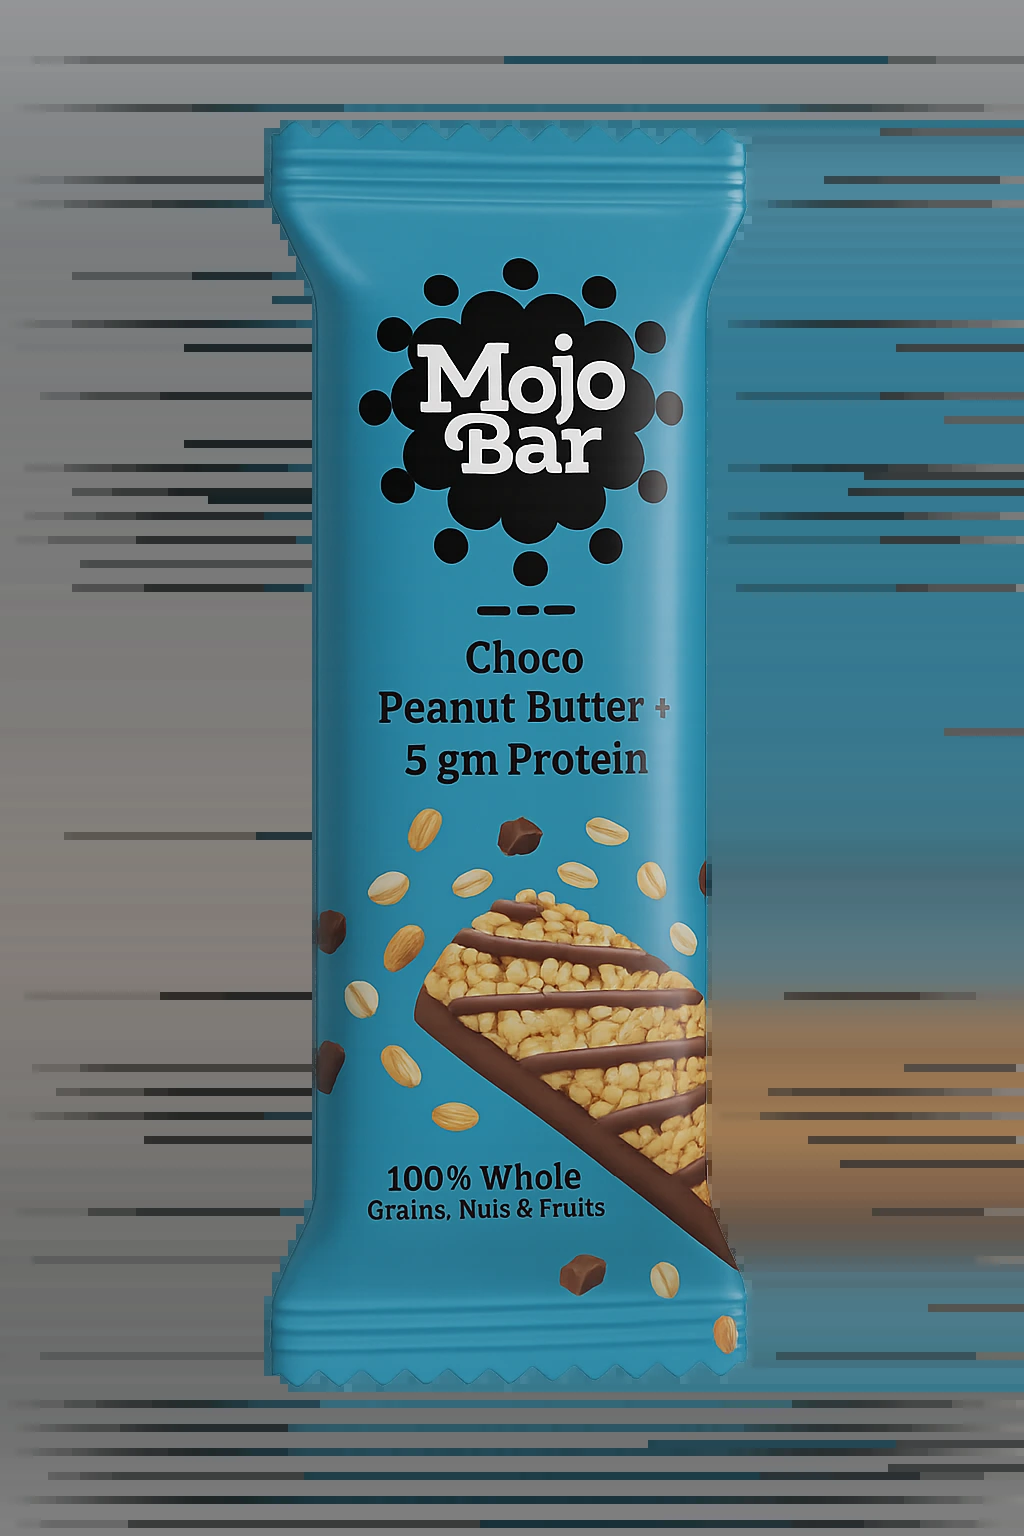 Mojo
Bar
Choco
Peanut Butter +
5 gm Protein
100% Whole
Grains, Nuis & Fruits